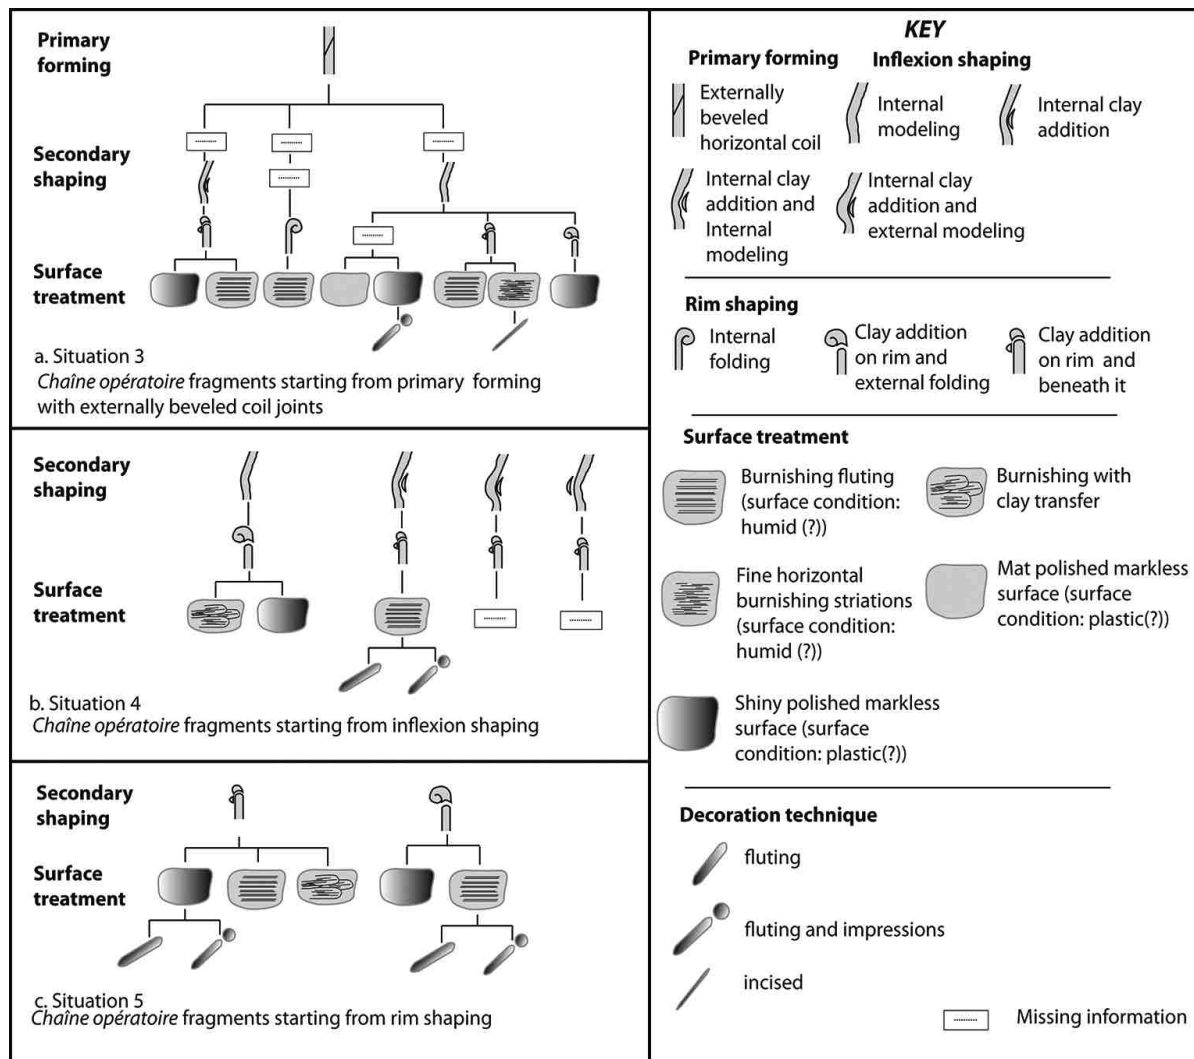 Primary
forming
Secondary
shaping
Surface
treatment
a. Situation 3
Chaîne opératoire fragments starting from primary forming
with externally beveled coil joints
Secondary
shaping
Surface
treatment
b. Situation 4
Chaîne opératoire fragments starting from inflexion shaping
Secondary
shaping
Surface
treatment
c. Situation 5
Chaîne opératoire fragments starting from rim shaping
KEY
Primary forming
Inflexion shaping
Externally
beveled
horizontal coil
Internal
modeling
Internal clay
addition
Internal clay
addition and
Internal
modeling
Internal clay
addition and
external modeling
Rim shaping
Internal
folding
Clay addition
on rim and
external folding
Clay addition
on rim and
beneath it
Surface treatment
Burnishing fluting
(surface condition:
humid (?))
Burnishing with
clay transfer
Fine horizontal
burnishing striations
(surface condition:
humid (?))
Mat polished markless
surface (surface
condition: plastic(?))
Shiny polished markless
surface (surface
condition: plastic(?))
Decoration technique
fluting
fluting and impressions
incised
Missing information